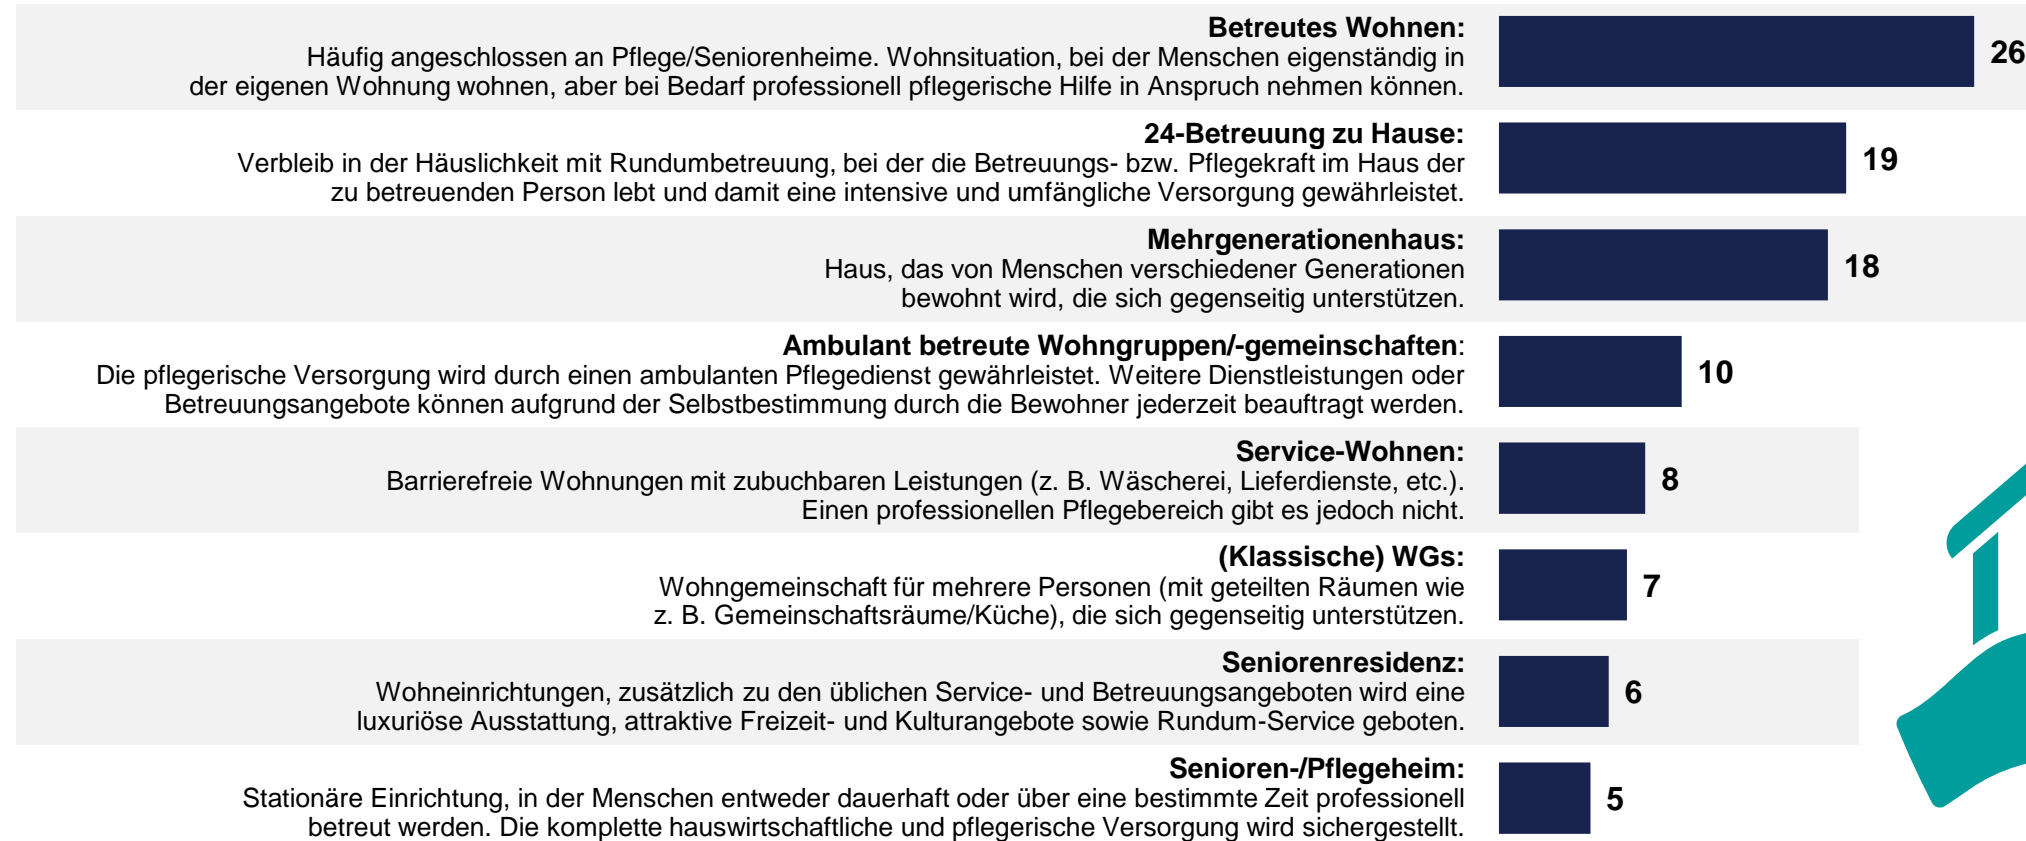 Betreutes Wohnen:
Häufig angeschlossen an Pflege/Seniorenheime. Wohnsituation, bei der Menschen eigenständig in
der eigenen Wohnung wohnen, aber bei Bedarf professionell pflegerische Hilfe in Anspruch nehmen können.
26
24-Betreuung zu Hause:
Verbleib in der Häuslichkeit mit Rundumbetreuung, bei der die Betreuungs- bzw. Pflegekraft im Haus der
zu betreuenden Person lebt und damit eine intensive und umfängliche Versorgung gewährleistet.
19
Mehrgenerationenhaus:
Haus, das von Menschen verschiedener Generationen
bewohnt wird, die sich gegenseitig unterstützen.
18
Ambulant betreute Wohngruppen/-gemeinschaften:
Die pflegerische Versorgung wird durch einen ambulanten Pflegedienst gewährleistet. Weitere Dienstleistungen oder
Betreuungsangebote können aufgrund der Selbstbestimmung durch die Bewohner jederzeit beauftragt werden.
10
Service-Wohnen:
Barrierefreie Wohnungen mit zubuchbaren Leistungen (z. B. Wäscherei, Lieferdienste, etc.).
Einen professionellen Pflegebereich gibt es jedoch nicht.
8
(Klassische) WGs:
Wohngemeinschaft für mehrere Personen (mit geteilten Räumen wie
z. B. Gemeinschaftsräume/Küche), die sich gegenseitig unterstützen.
7
Seniorenresidenz:
Wohneinrichtungen, zusätzlich zu den üblichen Service- und Betreuungsangeboten wird eine
luxuriöse Ausstattung, attraktive Freizeit- und Kulturangebote sowie Rundum-Service geboten.
6
Senioren-/Pflegeheim:
Stationäre Einrichtung, in der Menschen entweder dauerhaft oder über eine bestimmte Zeit professionell
betreut werden. Die komplette hauswirtschaftliche und pflegerische Versorgung wird sichergestellt.
5